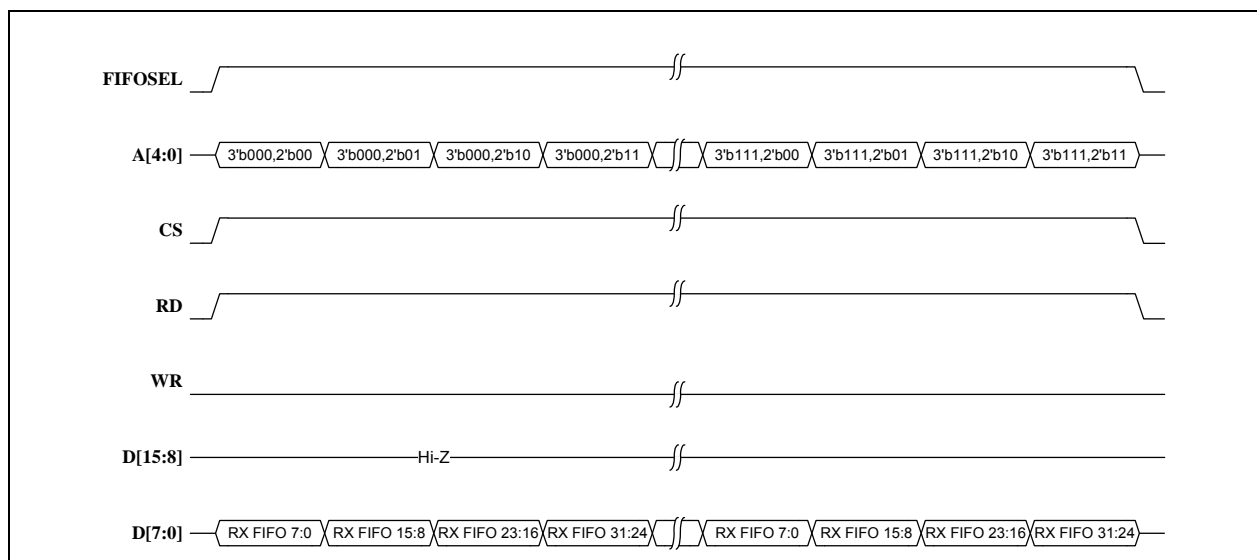 FIFOSEL
A[4:0] 3'b000,2'b00 3'b000,2'b01 3'b000,2'b10 3'b000,2'b11 3'b111,2'b00 3'b111,2'b01 3'b111,2'b10 3'b111,2'b11
CS
RD
WR
D[15:8] Hi-Z
D[7:0] RX FIFO 7:0 RX FIFO 15:8 RX FIFO 23:16 RX FIFO 31:24 RX FIFO 7:0 RX FIFO 15:8 RX FIFO 23:16 RX FIFO 31:24